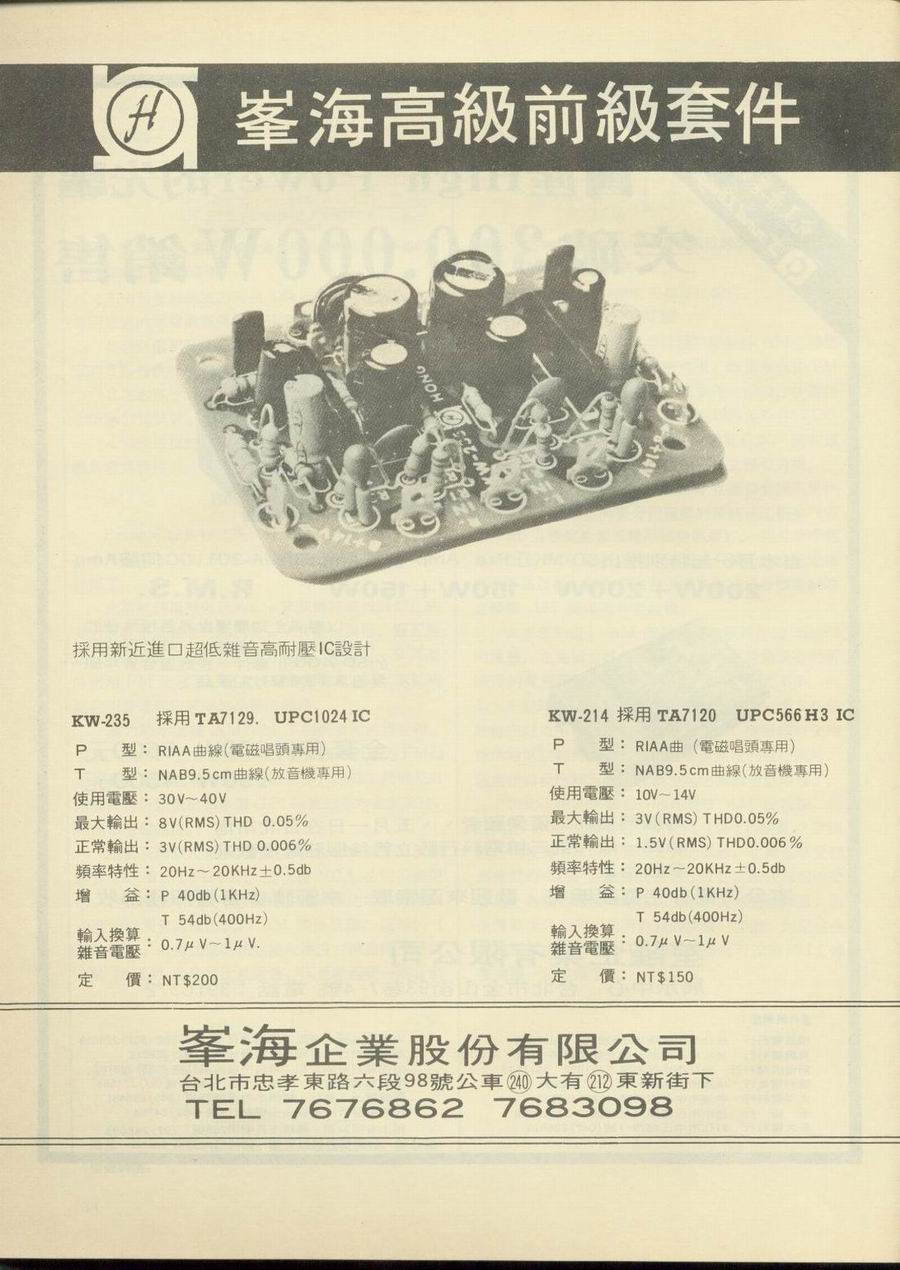 H
峯海高級前級套件
HONG
B+14V
B+14V
採用新近進口超低雜音高耐壓IC設計
KW-235 採用TA7129. UPC1024 IC
P 型：RIAA曲線(電磁唱頭專用)
T 型：NAB9.5cm曲線(放音機專用)
使用電壓：30V～40V
最大輸出：8V(RMS) THD 0.05%
正常輸出：3V(RMS) THD 0.006%
頻率特性：20Hz～20KHz±0.5db
增 益：P 40db(1KHz)
T 54db(400Hz)
輸入換算
雜音電壓：0.7μV～1μV.
定 價：NT$200
KW-214 採用 TA7120 UPC566H3 IC
P 型：RIAA曲 (電磁唱頭專用)
T 型：NAB9.5cm曲線(放音機專用)
使用電壓：10V～14V
最大輸出：3V(RMS) THD0.05%
正常輸出：1.5V(RMS) THD0.006%
頻率特性：20Hz～20KHz±0.5db
增 益：P 40db(1KHz)
T 54db(400Hz)
輸入換算
雜音電壓：0.7μV～1μV
定 價：NT$150
峯海企業股份有限公司
台北市忠孝東路六段98號公車240大有212東新街下
TEL 7676862 7683098